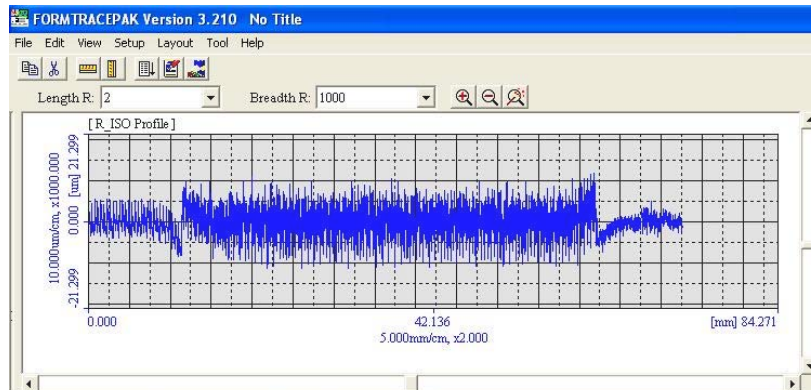 FORMTRACEPAK Version 3.210 No Title
File Edit View Setup Layout Tool Help
Length R: 2 Breadth R: 1000
[ R_ISO Profile ]
10.000um/cm, x1000.000
-21.299 0.000 [um] 21.299
0.000 42.136 [mm] 84.271
5.000mm/cm, x2.000